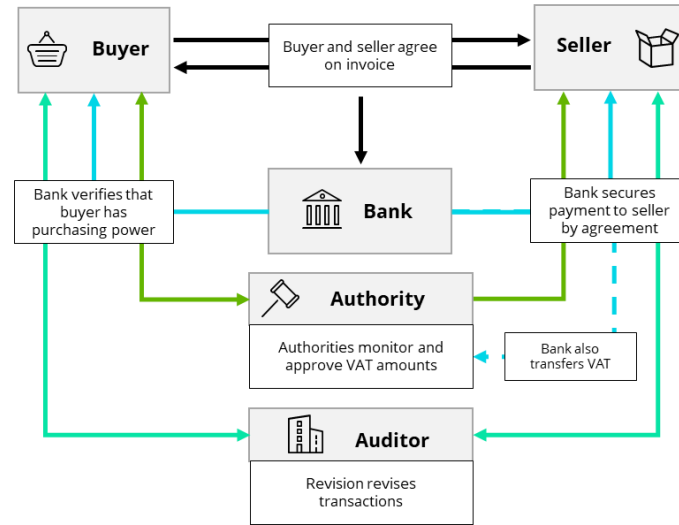 Buyer
Buyer and seller agree
on invoice
Seller
Bank verifies that
buyer has
purchasing power
Bank
Bank secures
payment to seller
by agreement
Authority
Authorities monitor and
approve VAT amounts
Bank also
transfers VAT
Auditor
Revision revises
transactions